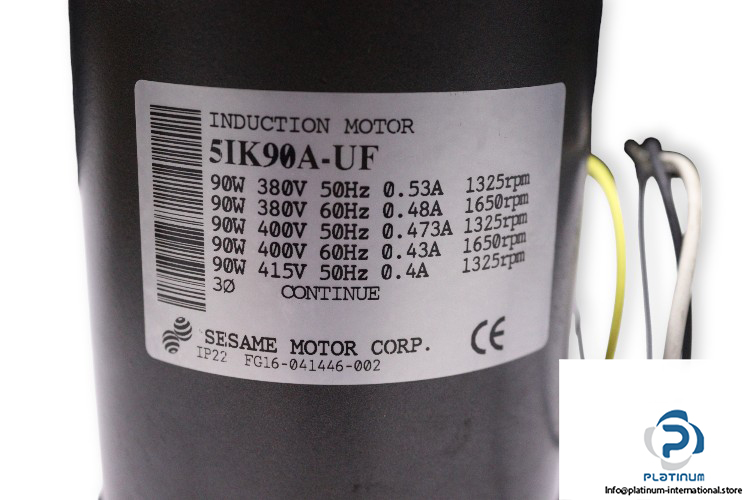 INDUCTION MOTOR
5IK90A-UF
90W 380V 50Hz 0.53A 1325rpm
90W 380V 60Hz 0.48A 1650rpm
90W 400V 50Hz 0.473A 1325rpm
90W 400V 60Hz 0.43A 1650rpm
90W 415V 50Hz 0.4A 1325rpm
3Ø CONTINUE
SESAME MOTOR CORP. CE
IP22 FG16-041446-002
PLATINUM
Info@platinum-international.store